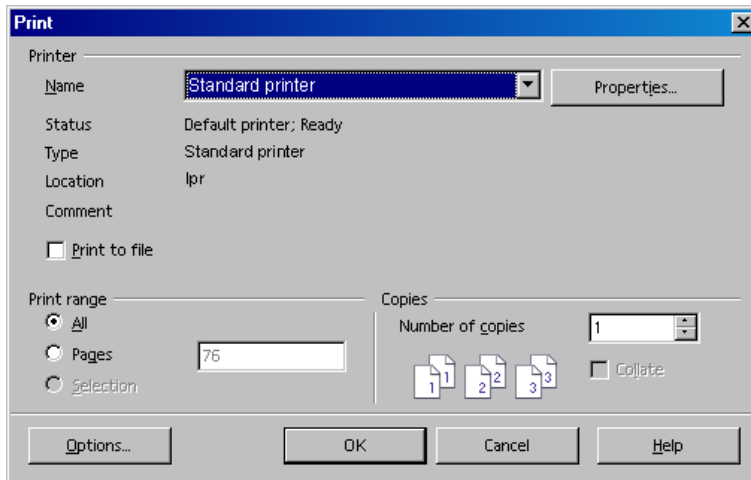 Print
Printer
Name Standard printer Properties...
Status Default printer; Ready
Type Standard printer
Location lpr
Comment
Print to file
Print range Copies
All Number of copies 1
Pages 76
1 1 2 2 3 3 Collate
Selection
Options... OK Cancel Help